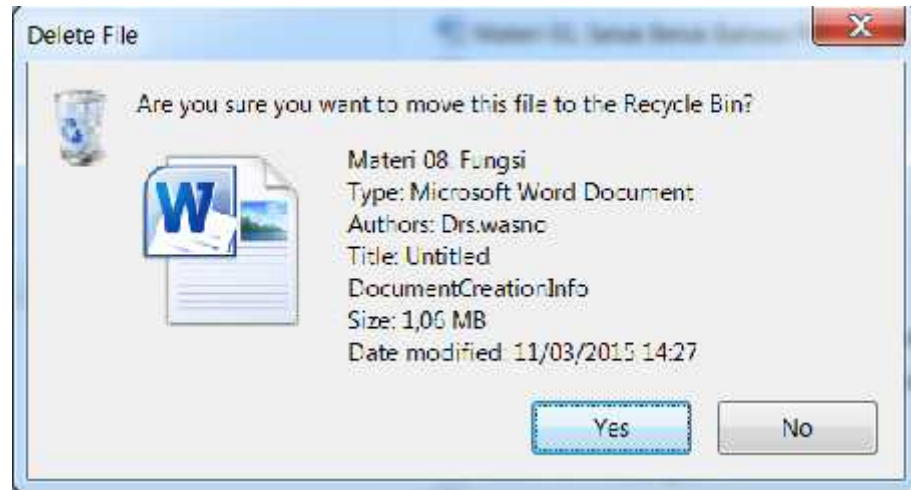 Delete File
Are you sure you want to move this file to the Recycle Bin?
Materi 08. Fungsi
Type: Microsoft Word Document
Authors: Drs.wasno
Title: Untitled
DocumentCreationInfo
Size: 1,06 MB
Date modified: 11/03/2015 14:27
Yes
No